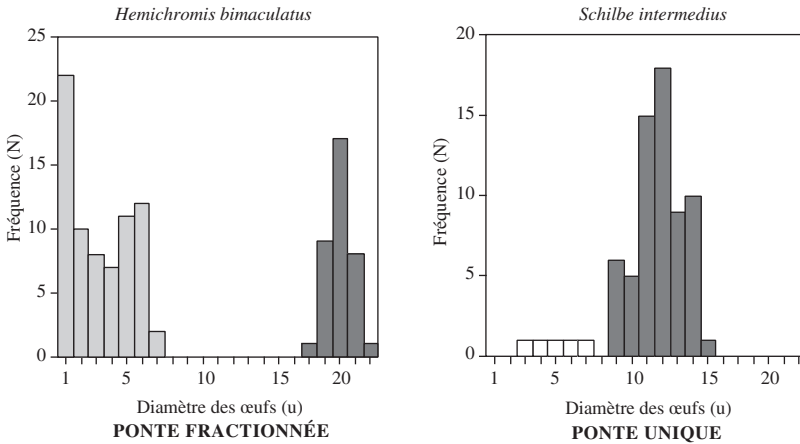 Hemichromis bimaculatus
25
20
15
10
5
0
Fréquence (N)
1 5 10 15 20
Diamètre des œufs (u)
PONTE FRACTIONNÉE
Schilbe intermedius
20
15
10
5
0
Fréquence (N)
1 5 10 15 20
Diamètre des œufs (u)
PONTE UNIQUE